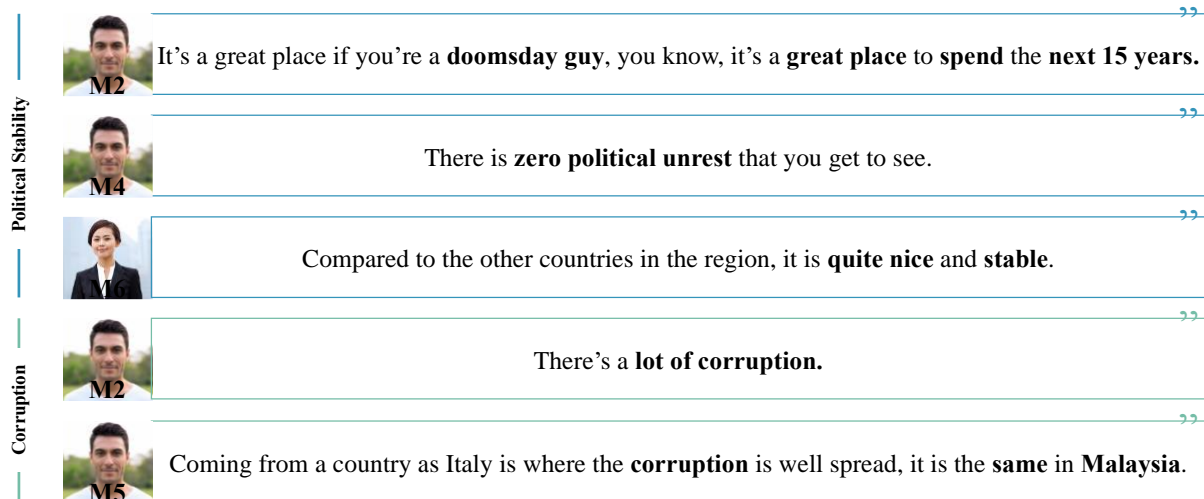 Political Stability
”
M2
It’s a great place if you’re a doomsday guy, you know, it’s a great place to spend the next 15 years.
”
M4
There is zero political unrest that you get to see.
”
M6
Compared to the other countries in the region, it is quite nice and stable.
Corruption
”
M2
There’s a lot of corruption.
”
M5
Coming from a country as Italy is where the corruption is well spread, it is the same in Malaysia.